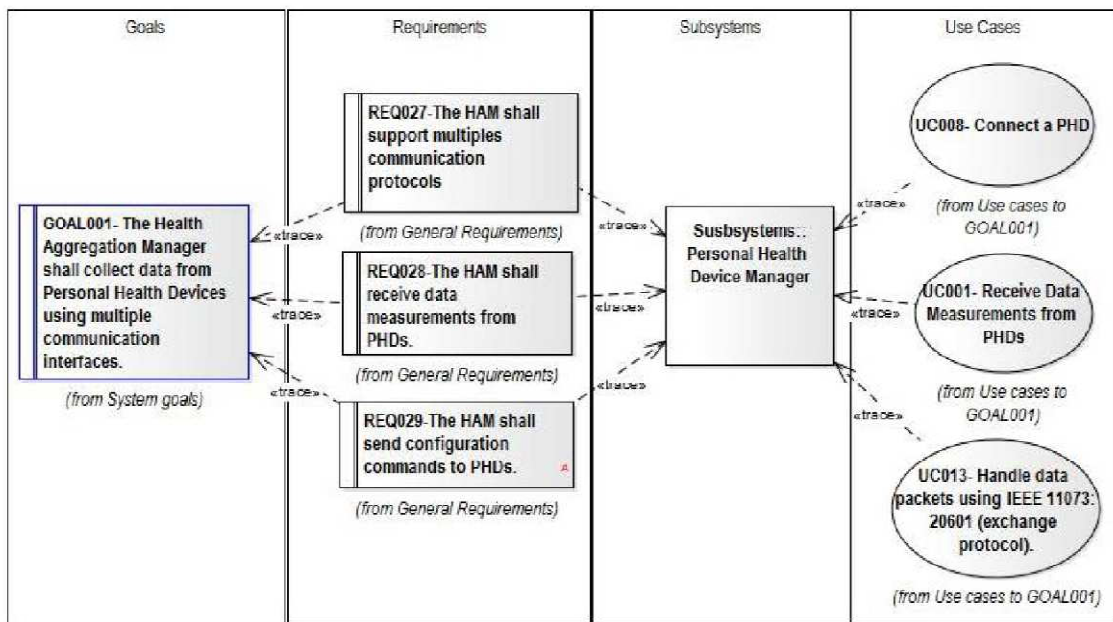 Goals
Requirements
Subsystems
Use Cases
GOAL001- The Health
Aggregation Manager
shall collect data from
Personal Health Devices
using multiple
communication
interfaces.
(from System goals)
«trace»
«trace»
«trace»
REQ027-The HAM shall
support multiples
communication
protocols
(from General Requirements)
REQ028-The HAM shall
receive data
measurements from
PHDs.
(from General Requirements)
REQ029-The HAM shall
send configuration
commands to PHDs.
A
(from General Requirements)
«trace»
«trace»
«trace»
Susbsystems::
Personal Health
Device Manager
«trace»
«trace»
«trace»
UC008- Connect a PHD
(from Use cases to
GOAL001)
UC001- Receive Data
Measurements from
PHDs
(from Use cases to
GOAL001)
UC013- Handle data
packets using IEEE 11073:
20601 (exchange
protocol).
(from Use cases to GOAL001)